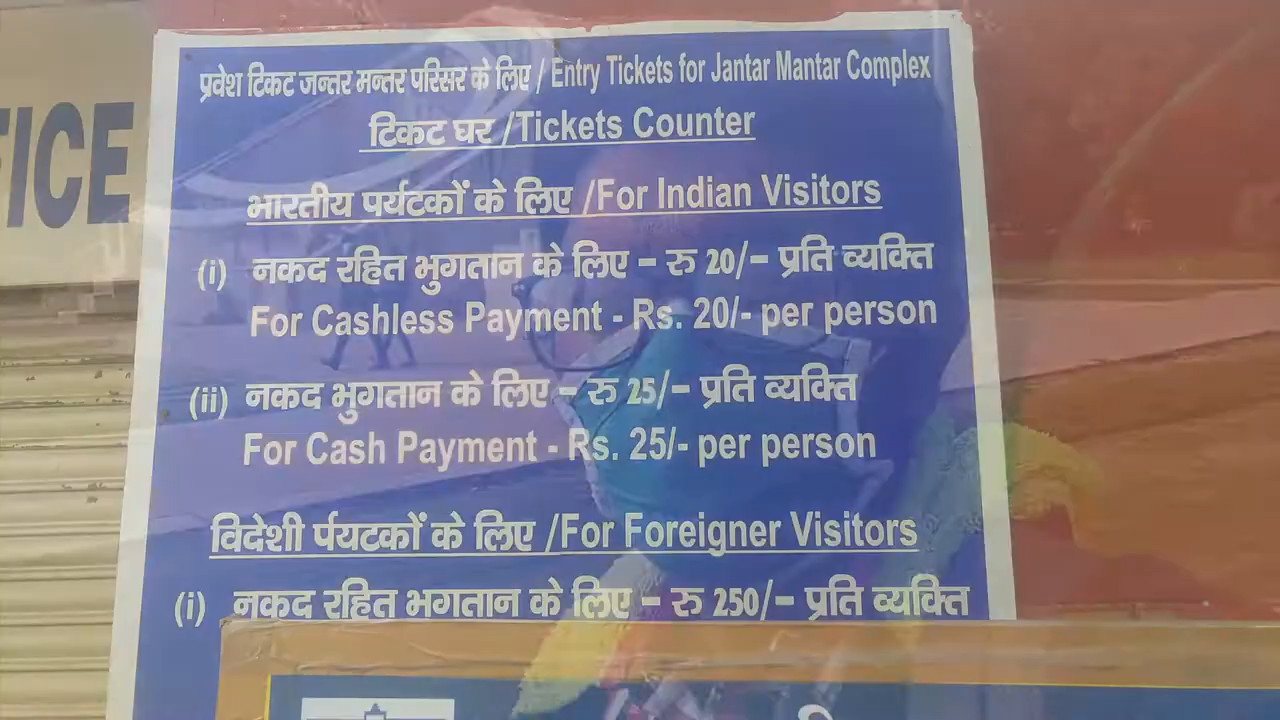 FICE
प्रवेश टिकट जन्तर मन्तर परिसर के लिए / Entry Tickets for Jantar Mantar Complex
टिकट घर /Tickets Counter
भारतीय पर्यटकों के लिए /For Indian Visitors
(i) नकद रहित भुगतान के लिए – रु 20/– प्रति व्यक्ति
For Cashless Payment - Rs. 20/- per person
(ii) नकद भुगतान के लिए – रु 25/– प्रति व्यक्ति
For Cash Payment - Rs. 25/- per person
विदेशी र्पयटकों के लिए /For Foreigner Visitors
(i) नकद रहित भुगतान के लिए – रु 250/– प्रति व्यक्ति